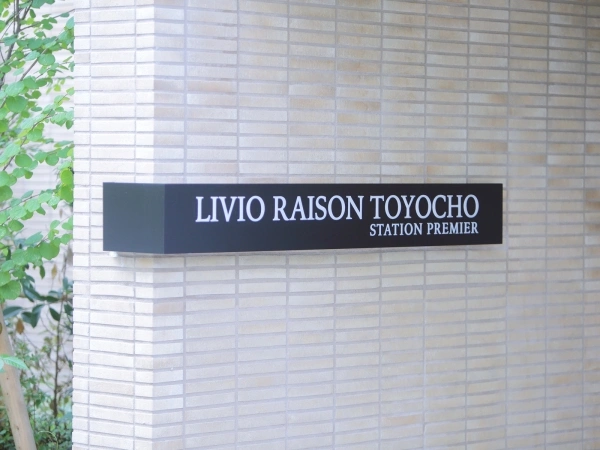 LIVIO RAISON TOYOCHO
STATION PREMIER